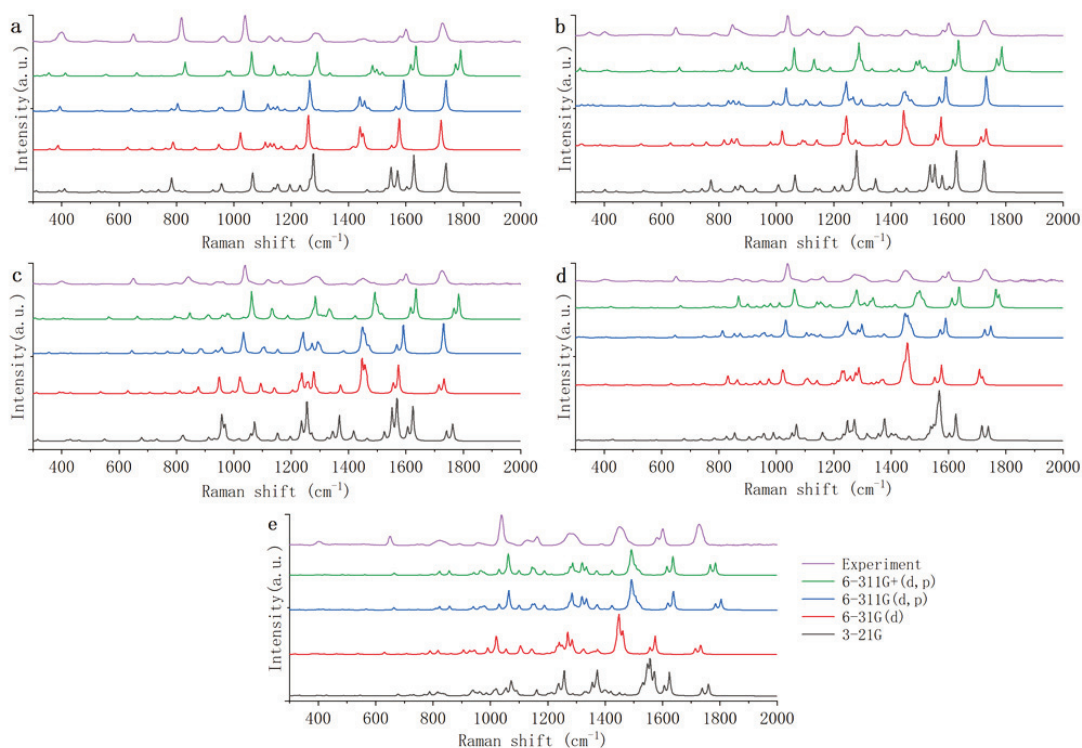 a
Intensity(a. u.)
400 600 800 1000 1200 1400 1600 1800 2000
Raman shift (cm⁻¹)
b
Intensity(a. u.)
400 600 800 1000 1200 1400 1600 1800 2000
Raman shift (cm⁻¹)
c
Intensity(a. u.)
400 600 800 1000 1200 1400 1600 1800 2000
Raman shift (cm⁻¹)
d
Intensity(a. u.)
400 600 800 1000 1200 1400 1600 1800 2000
Raman shift (cm⁻¹)
e
Intensity(a. u.)
400 600 800 1000 1200 1400 1600 1800 2000
Raman shift (cm⁻¹)
Experiment
6-311G+(d,p)
6-311G(d,p)
6-31G(d)
3-21G